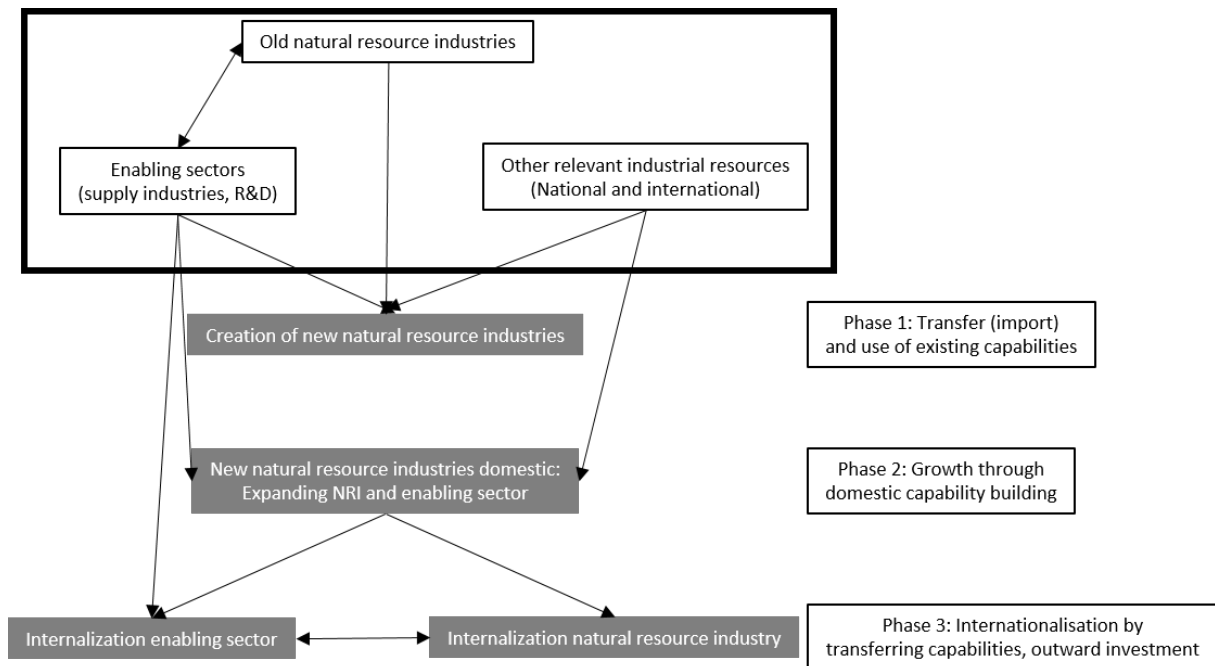 Old natural resource industries
Enabling sectors
(supply industries, R&D)
Other relevant industrial resources
(National and international)
Creation of new natural resource industries
Phase 1: Transfer (import)
and use of existing capabilities
New natural resource industries domestic:
Expanding NRI and enabling sector
Phase 2: Growth through
domestic capability building
Internalization enabling sector
Internalization natural resource industry
Phase 3: Internationalisation by
transferring capabilities, outward investment